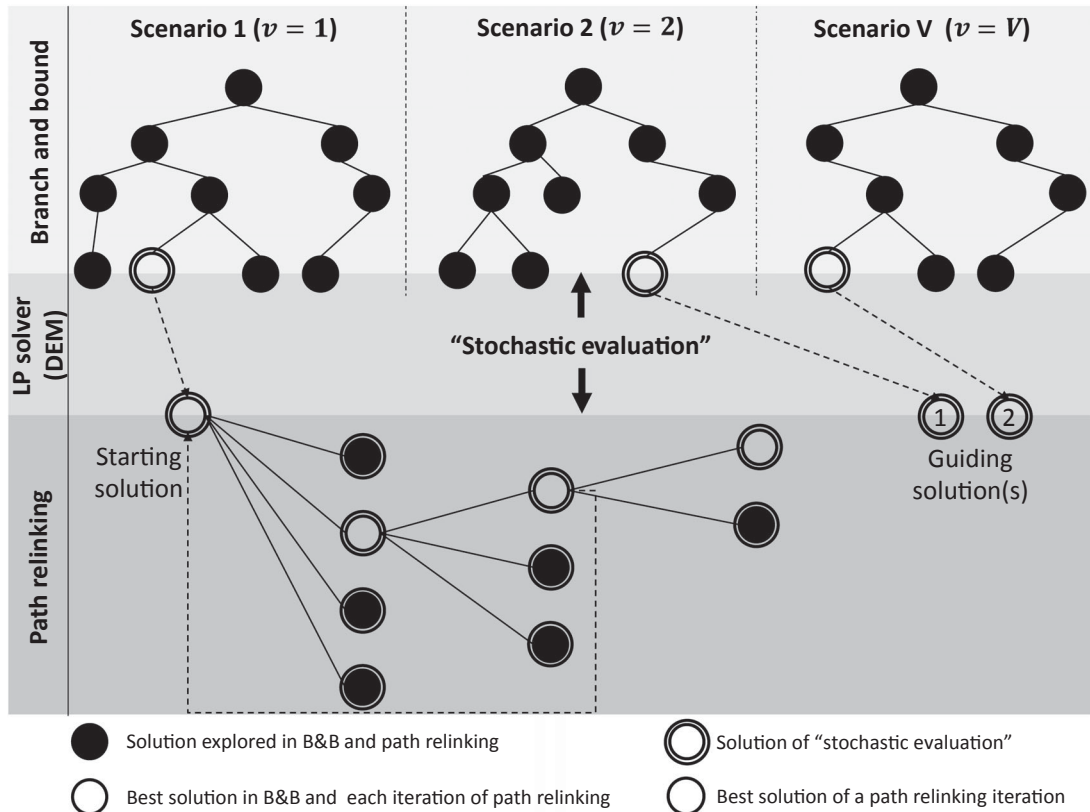 Scenario 1 (v = 1)
Scenario 2 (v = 2)
Scenario V (v = V)
Branch and bound
LP solver
(DEM)
“Stochastic evaluation”
1
2
Starting
solution
Guiding
solution(s)
Path relinking
Solution explored in B&B and path relinking
Solution of “stochastic evaluation”
Best solution in B&B and each iteration of path relinking
Best solution of a path relinking iteration